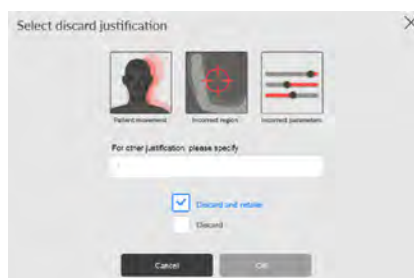 Select discard justification
Patient movement
Incorrect region
Incorrect parameters
For other justification, please specify
Discard and retake
Discard
Cancel
OK